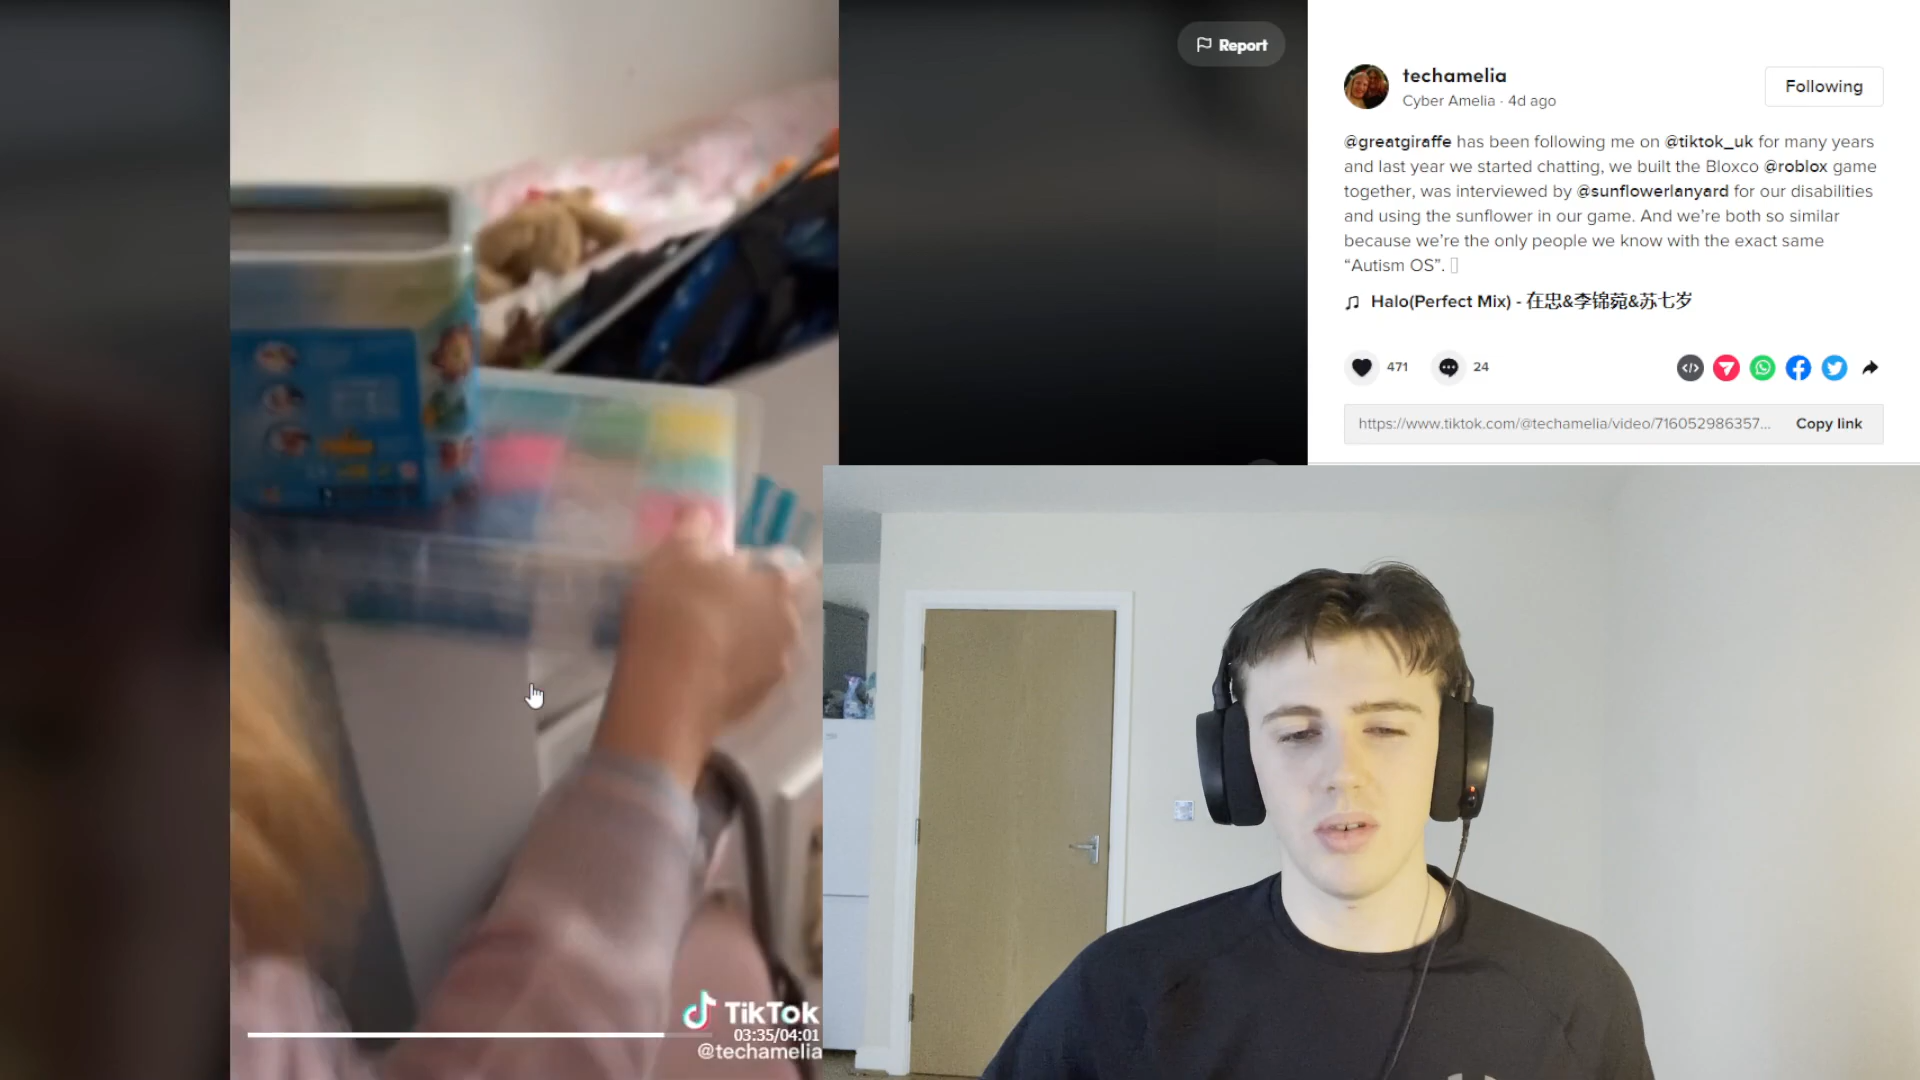 Report
techamelia
Cyber Amelia · 4d ago
Following
@greatgiraffe has been following me on @tiktok_uk for many years
and last year we started chatting, we built the Bloxco @roblox game
together, was interviewed by @sunflowerlanyard for our disabilities
and using the sunflower in our game. And we're both so similar
because we're the only people we know with the exact same
“Autism OS”.
Halo(Perfect Mix) - 在忠&李锦菀&苏七岁
471
24
https://www.tiktok.com/@techamelia/video/716052986357...
Copy link
TikTok
03:35/04:01
@techamelia